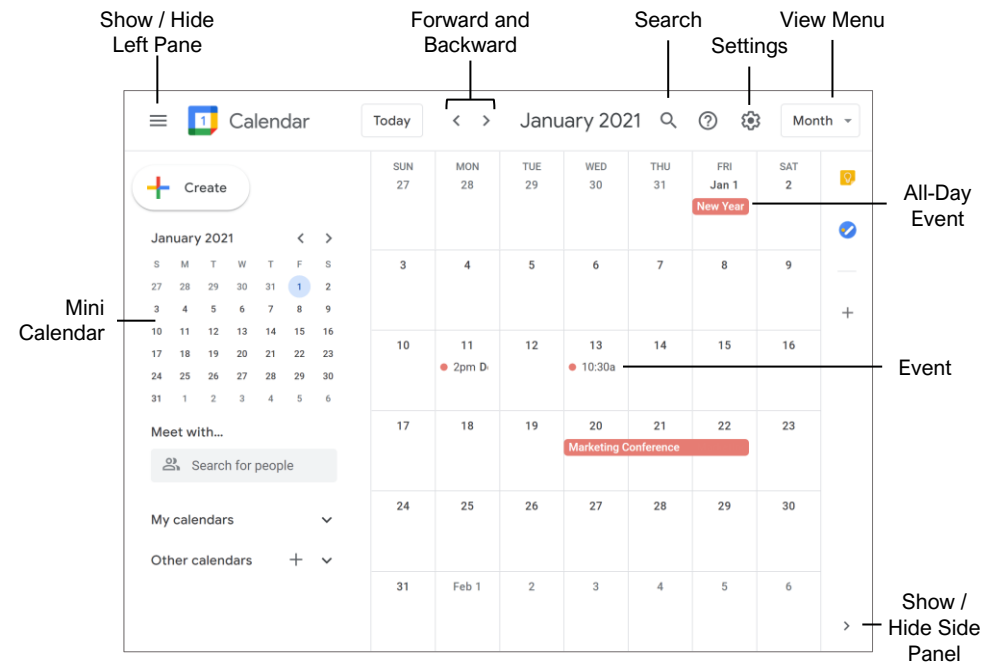 Show / Hide
Left Pane
Forward and
Backward
Search
Settings
View Menu
1
Calendar
Today
January 2021
Month
Create
January 2021
S M T W T F S
27 28 29 30 31 1 2
3 4 5 6 7 8 9
10 11 12 13 14 15 16
17 18 19 20 21 22 23
24 25 26 27 28 29 30
31 1 2 3 4 5 6
Mini
Calendar
Meet with...
Search for people
My calendars
Other calendars
SUN MON TUE WED THU FRI SAT
27 28 29 30 31 Jan 1 2
New Year
3 4 5 6 7 8 9
10 11 12 13 14 15 16
2pm D
10:30a
17 18 19 20 21 22 23
Marketing Conference
24 25 26 27 28 29 30
31 Feb 1 2 3 4 5 6
All-Day
Event
Event
Show /
Hide Side
Panel